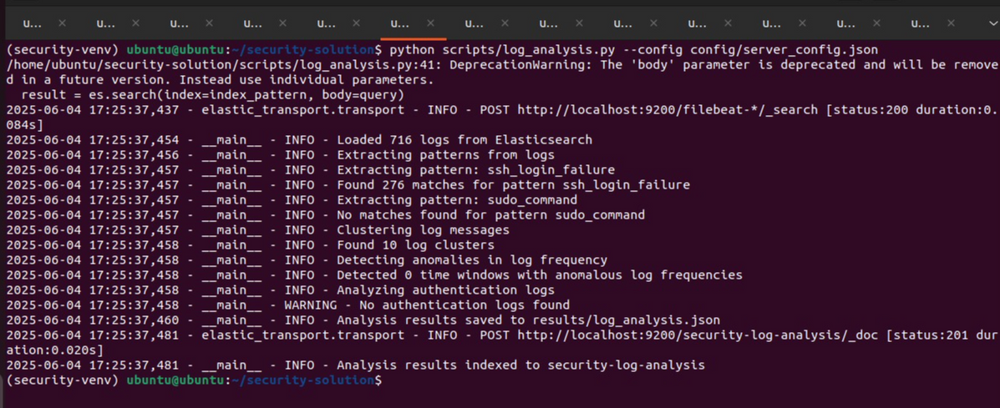 u... × u... × u... × u... × u... × u... × u... × u... × u... × u... × u... × u... × u... ×
(security-venv) ubuntu@ubuntu:~/security-solution$ python scripts/log_analysis.py --config config/server_config.json
/home/ubuntu/security-solution/scripts/log_analysis.py:41: DeprecationWarning: The 'body' parameter is deprecated and will be remove
d in a future version. Instead use individual parameters.
  result = es.search(index=index_pattern, body=query)
2025-06-04 17:25:37,437 - elastic_transport.transport - INFO - POST http://localhost:9200/filebeat-*/_search [status:200 duration:0.
084s]
2025-06-04 17:25:37,454 - __main__ - INFO - Loaded 716 logs from Elasticsearch
2025-06-04 17:25:37,456 - __main__ - INFO - Extracting patterns from logs
2025-06-04 17:25:37,457 - __main__ - INFO - Extracting pattern: ssh_login_failure
2025-06-04 17:25:37,457 - __main__ - INFO - Found 276 matches for pattern ssh_login_failure
2025-06-04 17:25:37,457 - __main__ - INFO - Extracting pattern: sudo_command
2025-06-04 17:25:37,457 - __main__ - INFO - No matches found for pattern sudo_command
2025-06-04 17:25:37,457 - __main__ - INFO - Clustering log messages
2025-06-04 17:25:37,458 - __main__ - INFO - Found 10 log clusters
2025-06-04 17:25:37,458 - __main__ - INFO - Detecting anomalies in log frequency
2025-06-04 17:25:37,458 - __main__ - INFO - Detected 0 time windows with anomalous log frequencies
2025-06-04 17:25:37,458 - __main__ - INFO - Analyzing authentication logs
2025-06-04 17:25:37,458 - __main__ - WARNING - No authentication logs found
2025-06-04 17:25:37,460 - __main__ - INFO - Analysis results saved to results/log_analysis.json
2025-06-04 17:25:37,481 - elastic_transport.transport - INFO - POST http://localhost:9200/security-log-analysis/_doc [status:201 dur
ation:0.020s]
2025-06-04 17:25:37,481 - __main__ - INFO - Analysis results indexed to security-log-analysis
(security-venv) ubuntu@ubuntu:~/security-solution$